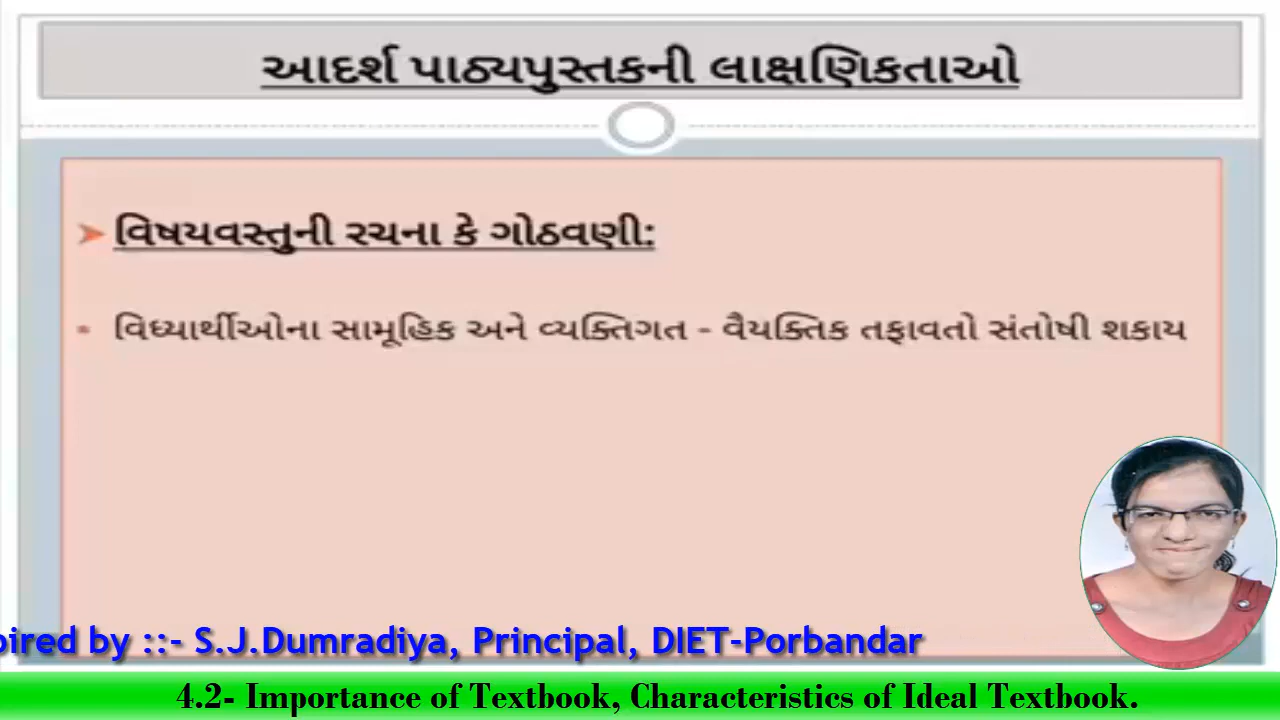 આદર્શ પાઠ્યપુસ્તકની લાક્ષણિકતાઓ
વિષયવસ્તુની રચના કે ગોઠવણી:
વિધ્યાર્થીઓના સામૂહિક અને વ્યક્તિગત - વૈયક્તિક તફાવતો સંતોષી શકાય
by ::- S.J.Dumradiya, Principal, DIET-Porbandar
4.2- Importance of Textbook, Characteristics of Ideal Textbook.